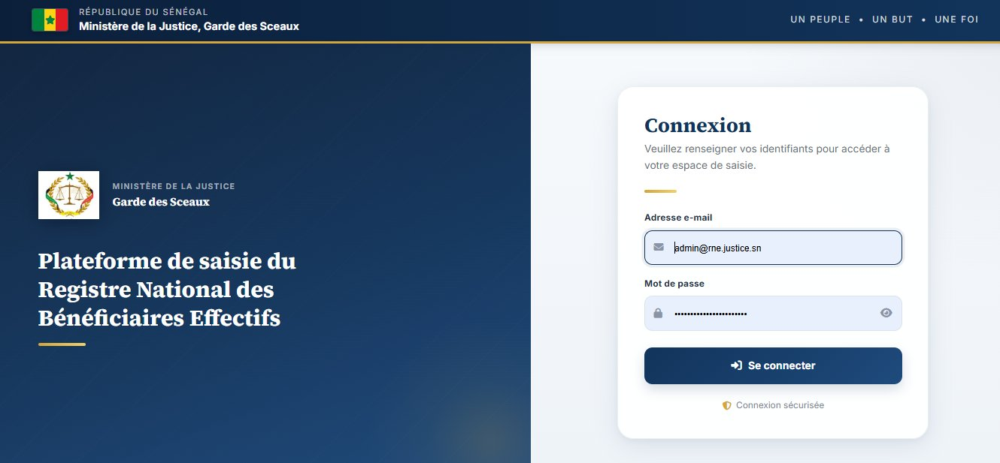 RÉPUBLIQUE DU SÉNÉGAL
Ministère de la Justice, Garde des Sceaux
UN PEUPLE • UN BUT • UNE FOI
MINISTÈRE DE LA JUSTICE
Garde des Sceaux
Plateforme de saisie du
Registre National des
Bénéficiaires Effectifs
Connexion
Veuillez renseigner vos identifiants pour accéder à
votre espace de saisie.
Adresse e-mail
admin@rne.justice.sn
Mot de passe
Se connecter
Connexion sécurisée